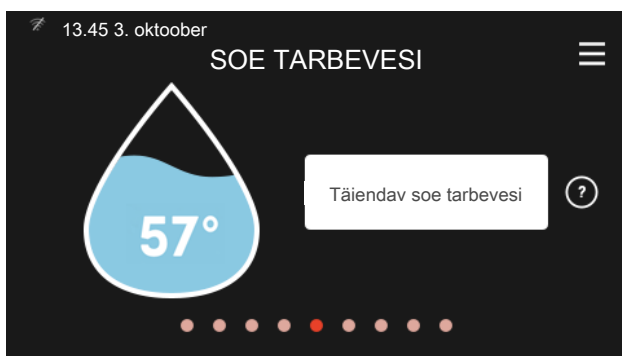 13.45 3. oktoober
SOE TARBEVESI
Täiendav soe tarbevesi
?
57°